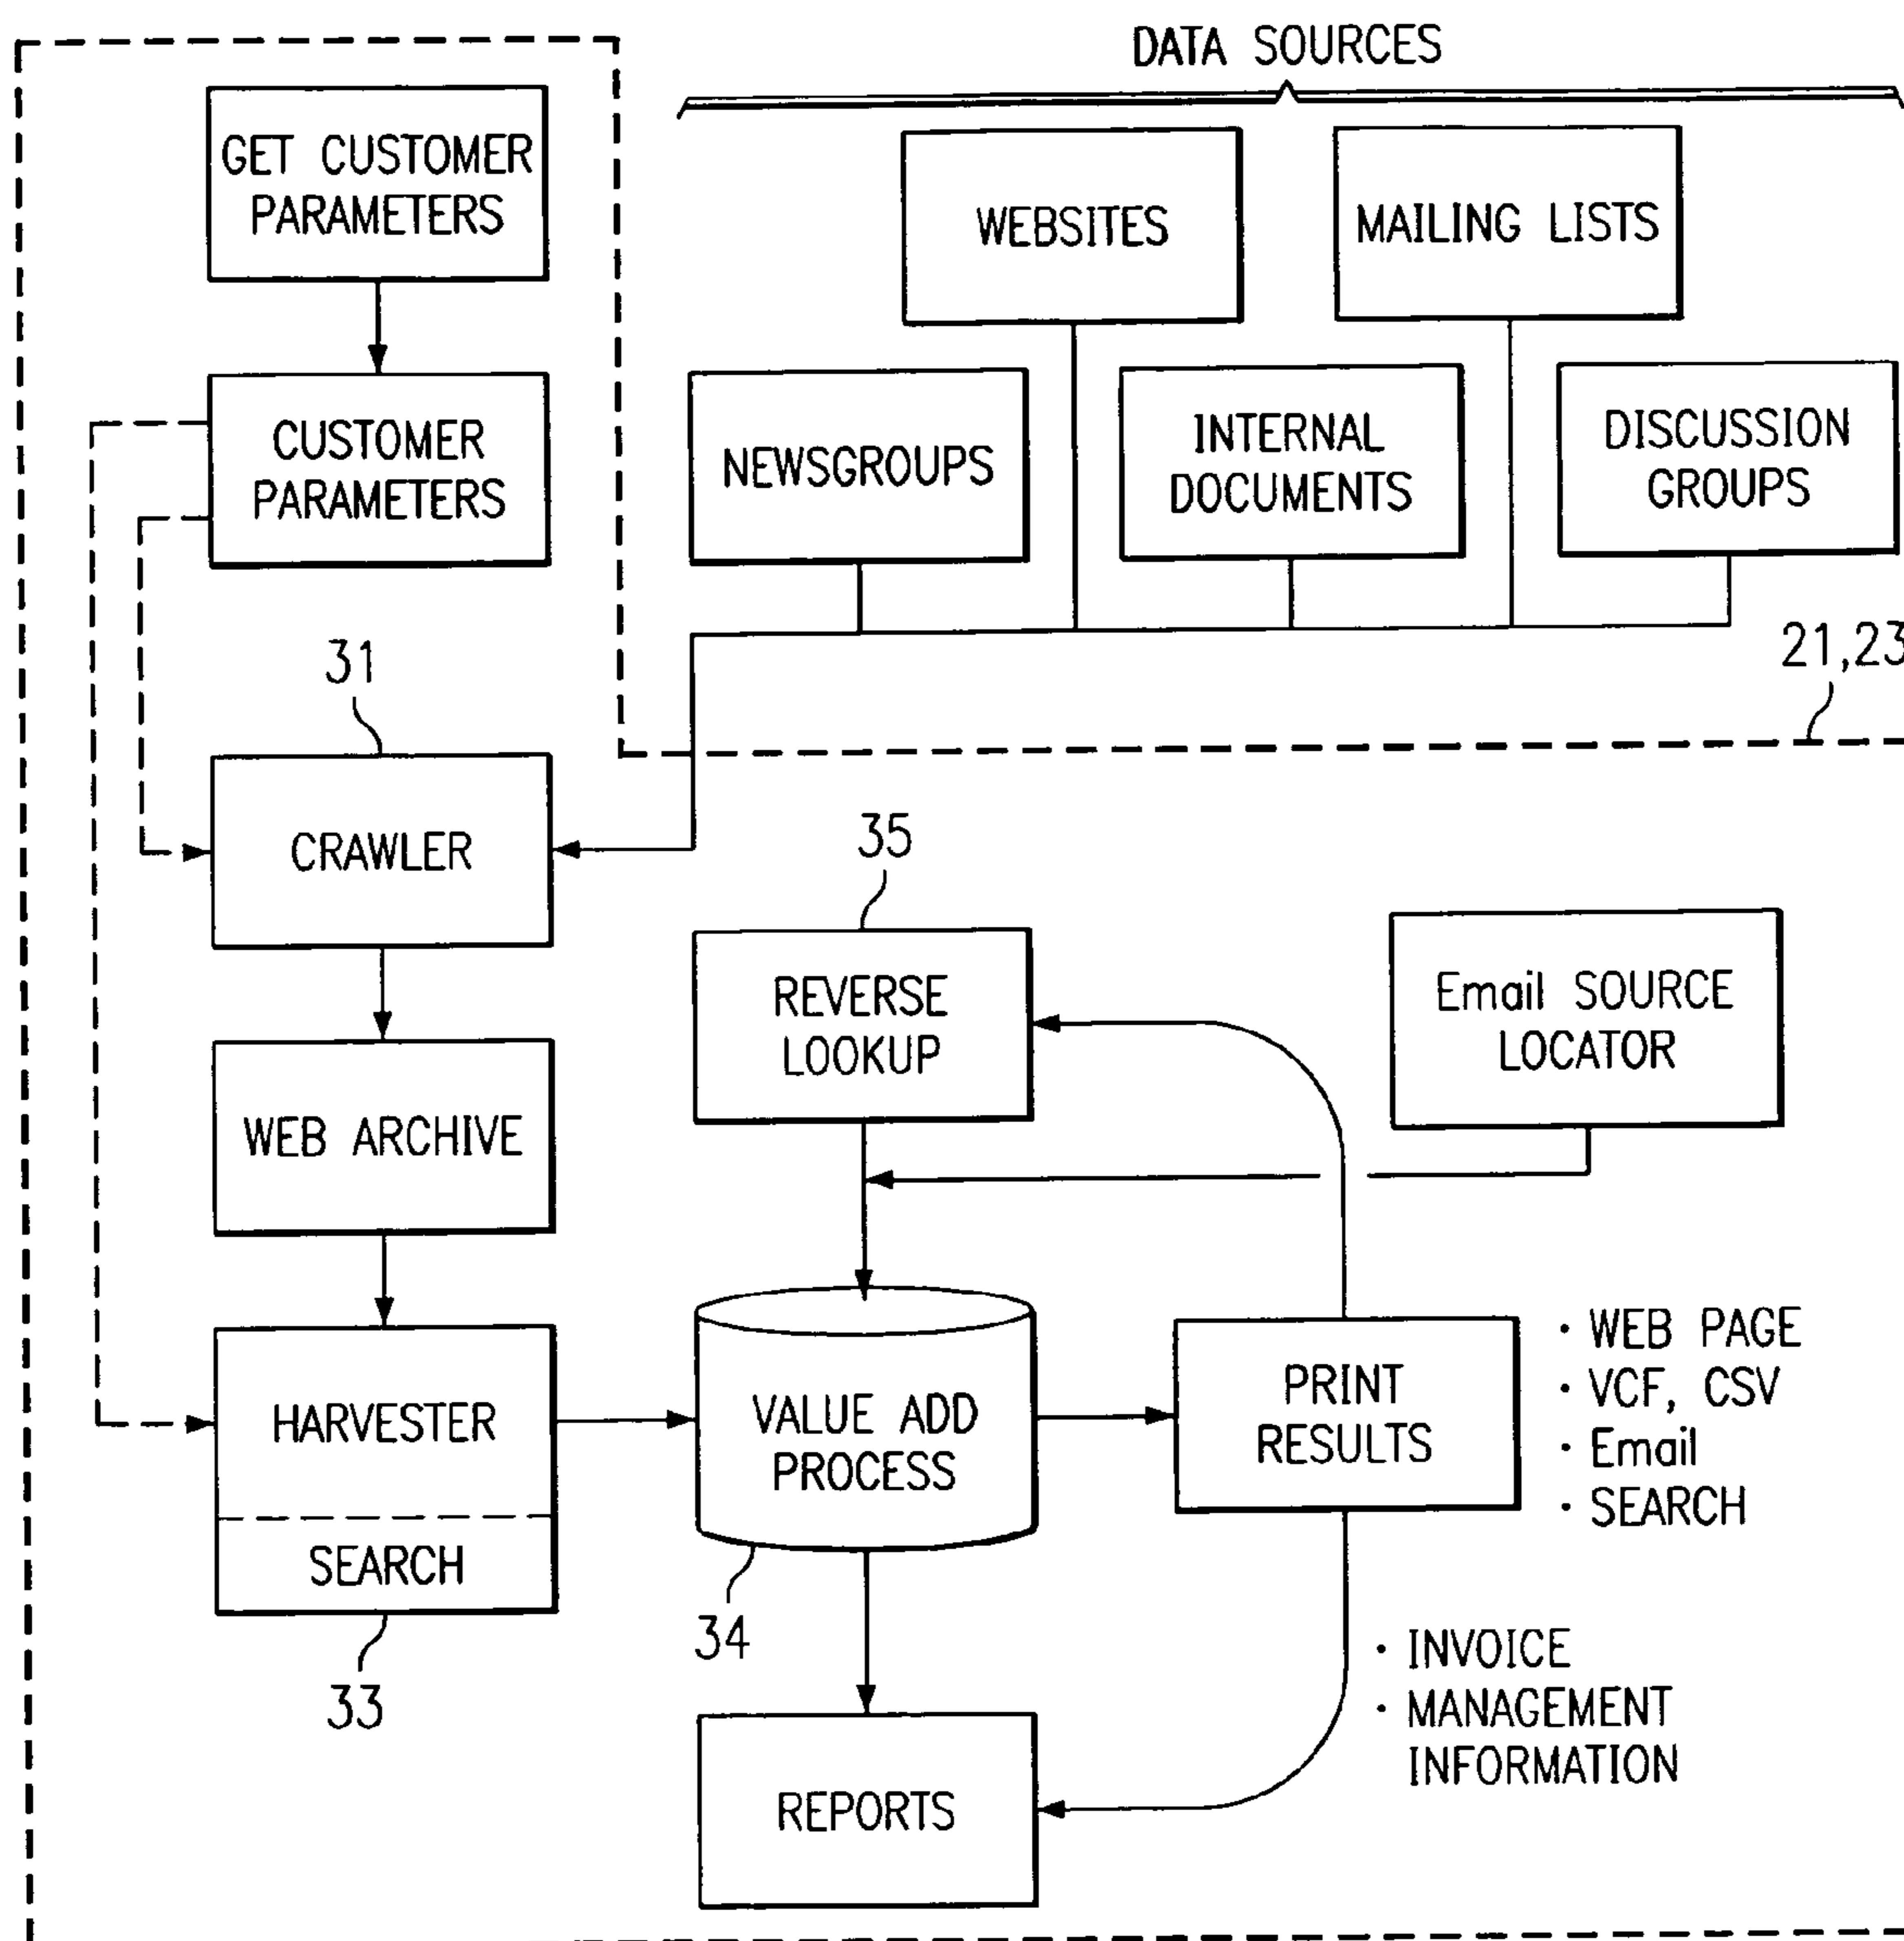 DATA SOURCES
GET CUSTOMER
PARAMETERS
WEBSITES
MAILING LISTS
CUSTOMER
PARAMETERS
NEWSGROUPS
INTERNAL
DOCUMENTS
DISCUSSION
GROUPS
21,23
31
CRAWLER
35
REVERSE
LOOKUP
Email SOURCE
LOCATOR
WEB ARCHIVE
HARVESTER
SEARCH
33
VALUE ADD
PROCESS
34
PRINT
RESULTS
· WEB PAGE
· VCF, CSV
· Email
· SEARCH
· INVOICE
· MANAGEMENT
INFORMATION
REPORTS